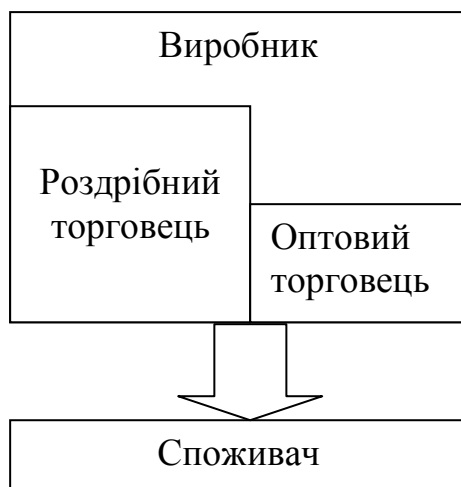 Виробник
Роздрібний
торговець
Оптовий
торговець
Споживач